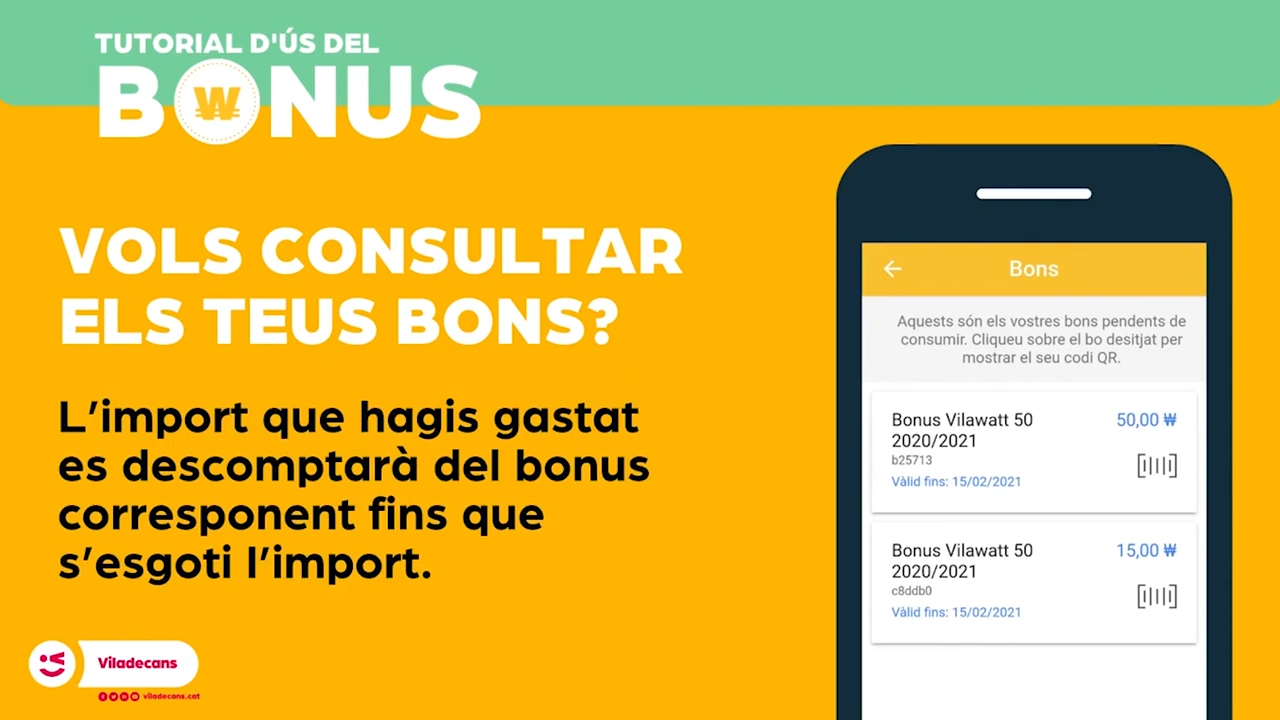 TUTORIAL D'ÚS DEL
BONUS
VOLS CONSULTAR
ELS TEUS BONS?
L’import que hagis gastat
es descomptarà del bonus
corresponent fins que
s’esgoti l’import.
Viladecans
viladecans.cat
Bons
Aquests són els vostres bons pendents de
consumir. Cliqueu sobre el bo desitjat per
mostrar el seu codi QR.
Bonus Vilawatt 50
2020/2021
50,00 ₩
b25713
Vàlid fins: 15/02/2021
Bonus Vilawatt 50
2020/2021
15,00 ₩
c8ddb0
Vàlid fins: 15/02/2021